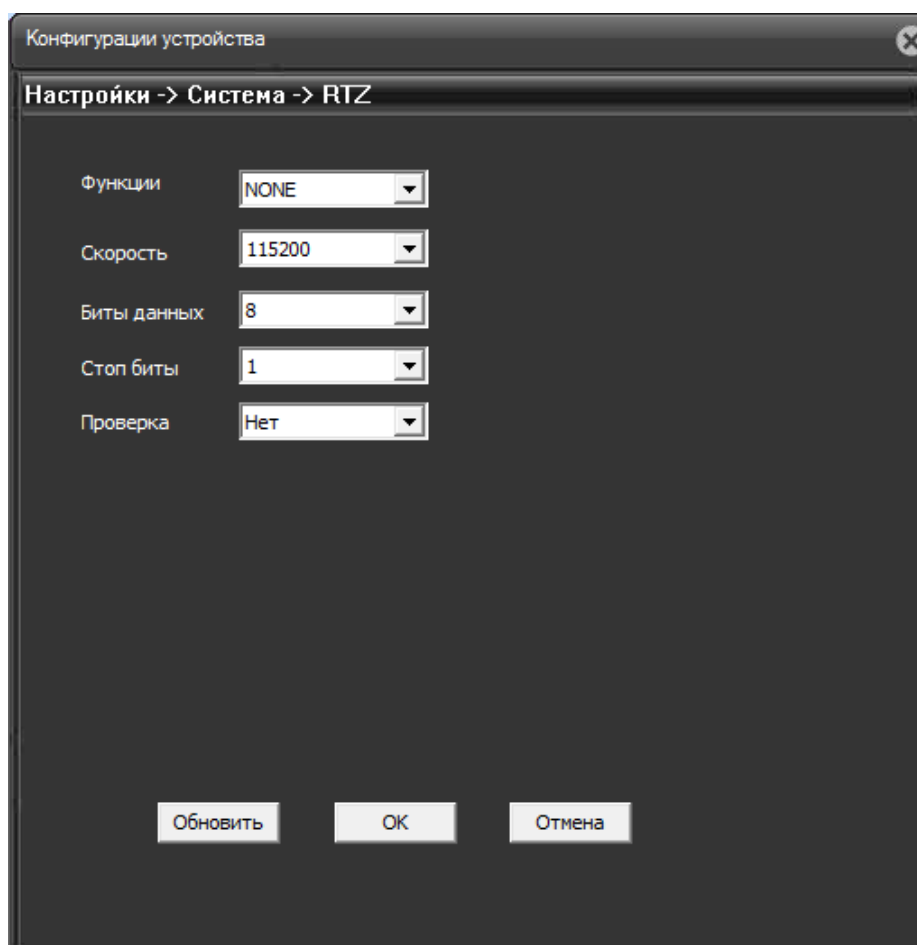 Конфигурации устройства
Настройки -> Система -> RTZ
Функции NONE
Скорость 115200
Биты данных 8
Стоп биты 1
Проверка Нет
Обновить OK Отмена